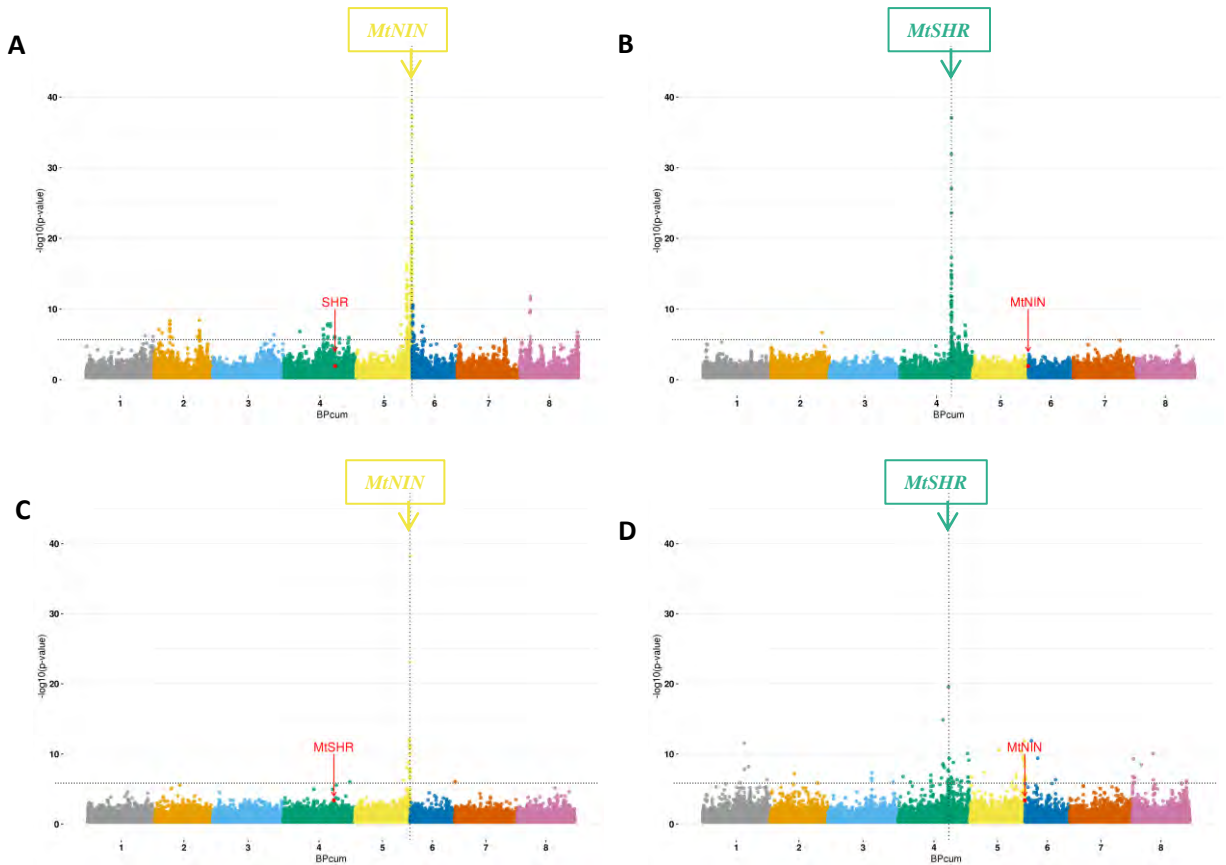 MtNIN
MtSHR
A
B
40
30
20
10
0
-log10(p-value)
SHR
1 2 3 4 5 6 7 8
BPcum
40
30
20
10
0
-log10(p-value)
MtNIN
1 2 3 4 5 6 7 8
BPcum
MtNIN
MtSHR
C
D
40
30
20
10
0
-log10(p-value)
MtSHR
1 2 3 4 5 6 7 8
BPcum
40
30
20
10
0
-log10(p-value)
MtNIN
1 2 3 4 5 6 7 8
BPcum